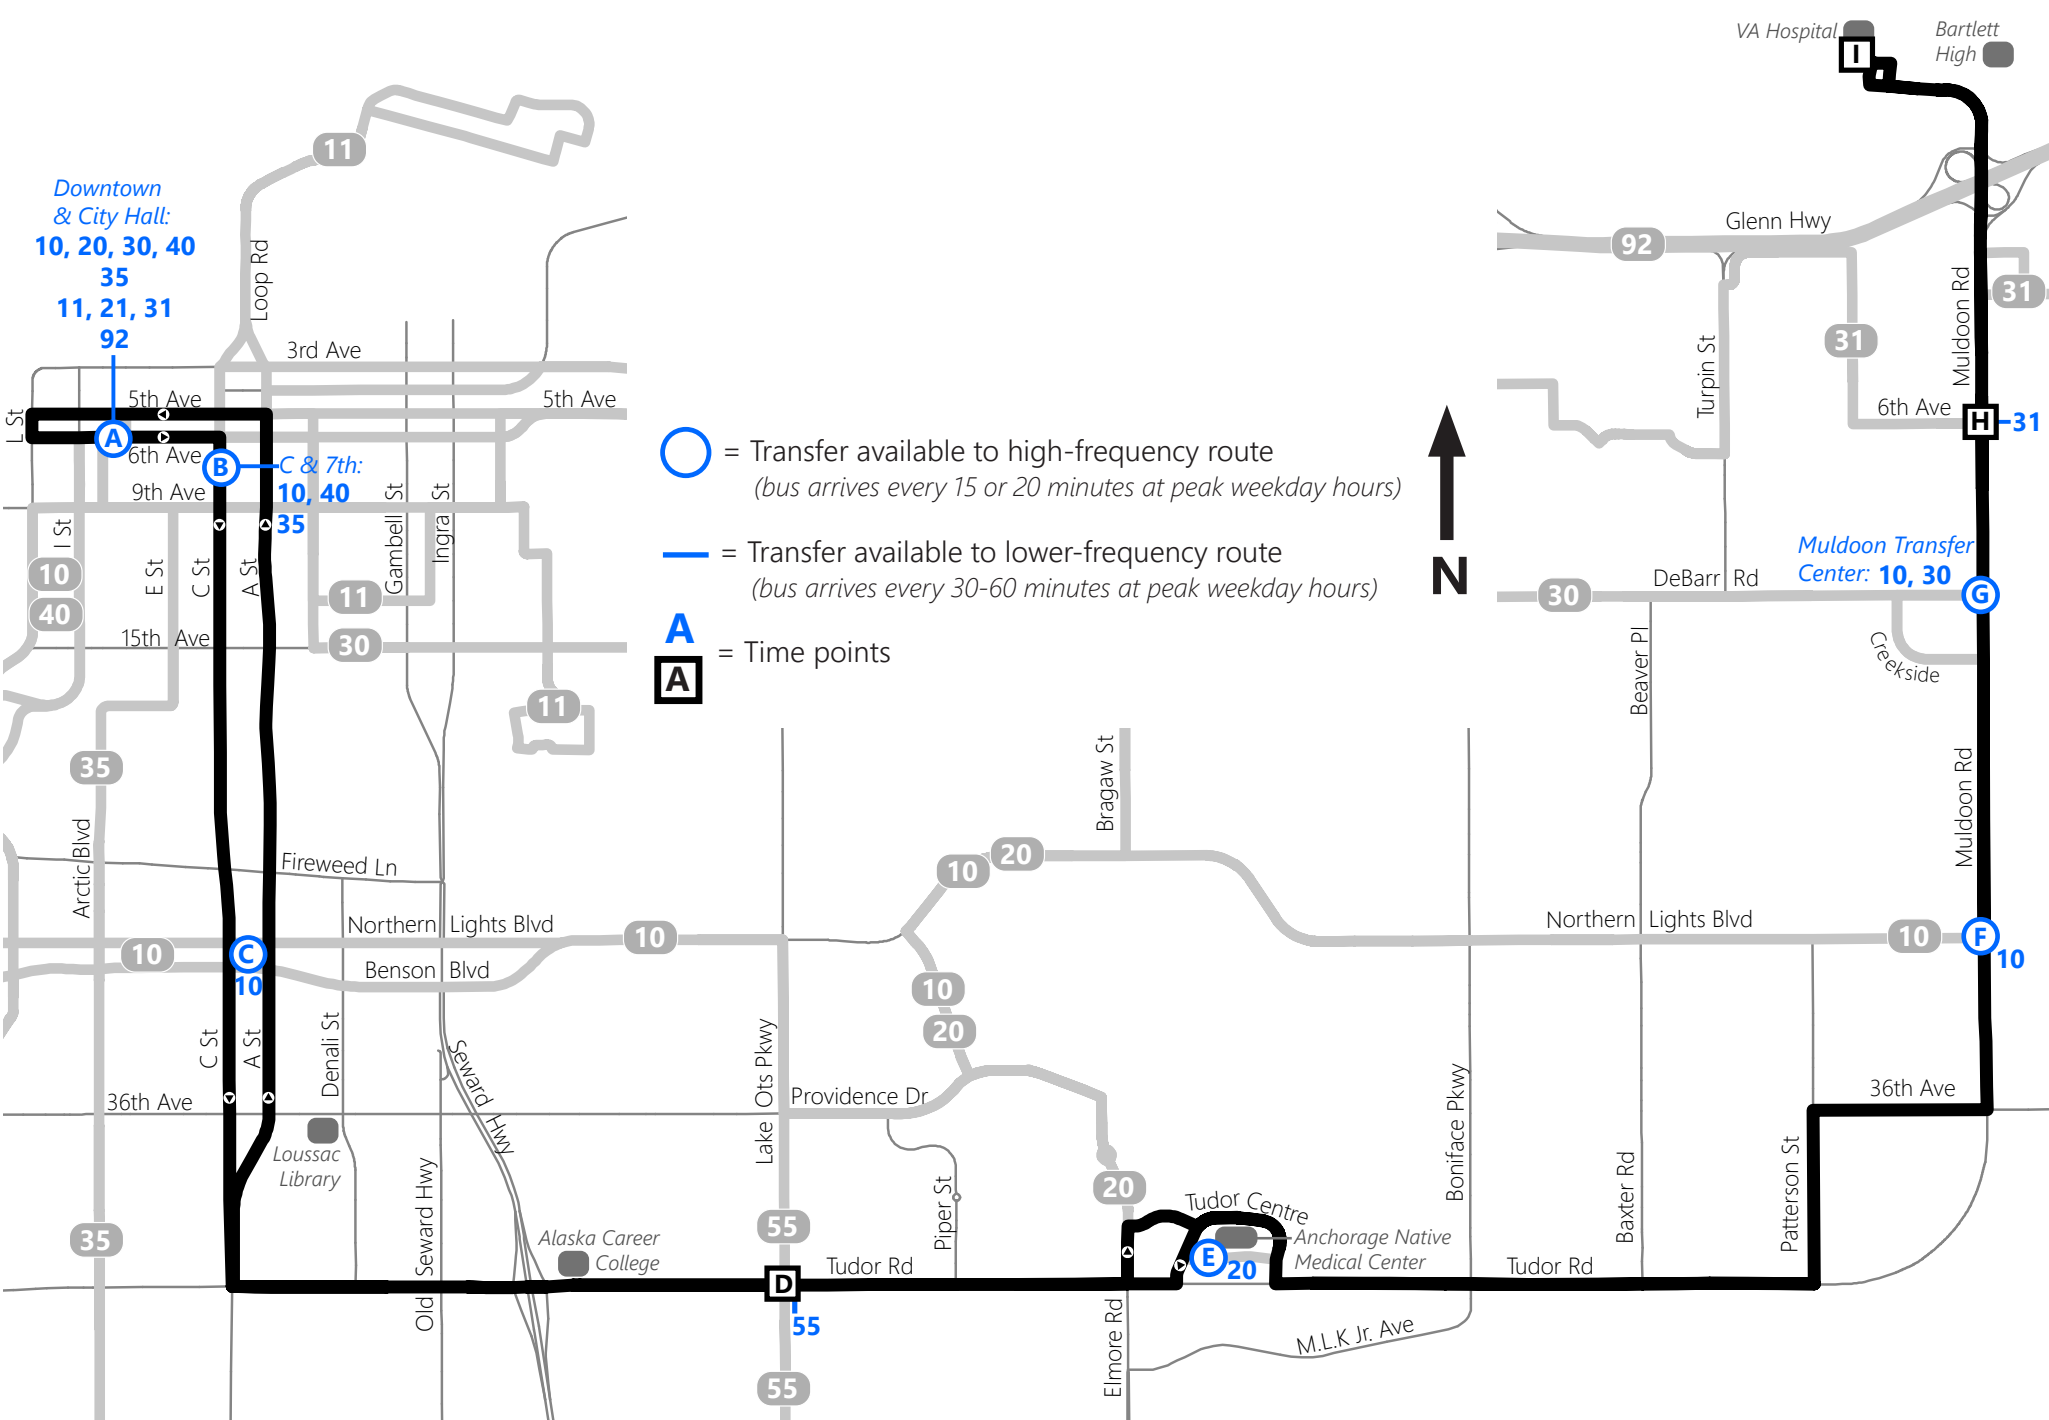 VA Hospital
Bartlett
High
I
11
Downtown
& City Hall:
10, 20, 30, 40
35
11, 21, 31
92
Loop Rd
3rd Ave
5th Ave
5th Ave
L St
A
6th Ave
B
C & 7th:
10, 40
35
9th Ave
I St
E St
C St
A St
Gambell St
Ingra St
10
40
11
30
15th Ave
11
35
Arctic Blvd
Fireweed Ln
Northern Lights Blvd
10
10
C
10
Benson Blvd
C St
A St
Denali St
Seward Hwy
36th Ave
Loussac
Library
Old Seward Hwy
35
Alaska Career
College
= Transfer available to high-frequency route
(bus arrives every 15 or 20 minutes at peak weekday hours)
= Transfer available to lower-frequency route
(bus arrives every 30-60 minutes at peak weekday hours)
A
A
= Time points
N
Glenn Hwy
92
31
31
Muldoon Rd
Turpin St
6th Ave
H
31
Muldoon Transfer
Center: 10, 30
DeBarr Rd
30
G
Creekside
Beaver Pl
Muldoon Rd
Bragaw St
10
20
Northern Lights Blvd
10
F
10
10
20
Lake Otis Pkwy
Providence Dr
Piper St
20
55
D
55
55
Tudor Rd
Elmore Rd
Tudor Centre
E
20
Anchorage Native
Medical Center
M.L.K Jr. Ave
Boniface Pkwy
Tudor Rd
Baxter Rd
Patterson St
36th Ave